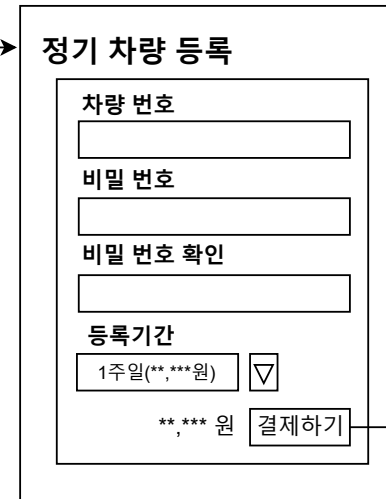 정기 차량 등록
차량 번호
비밀 번호
비밀 번호 확인
등록기간
1주일(**,***원)
**,*** 원 결제하기